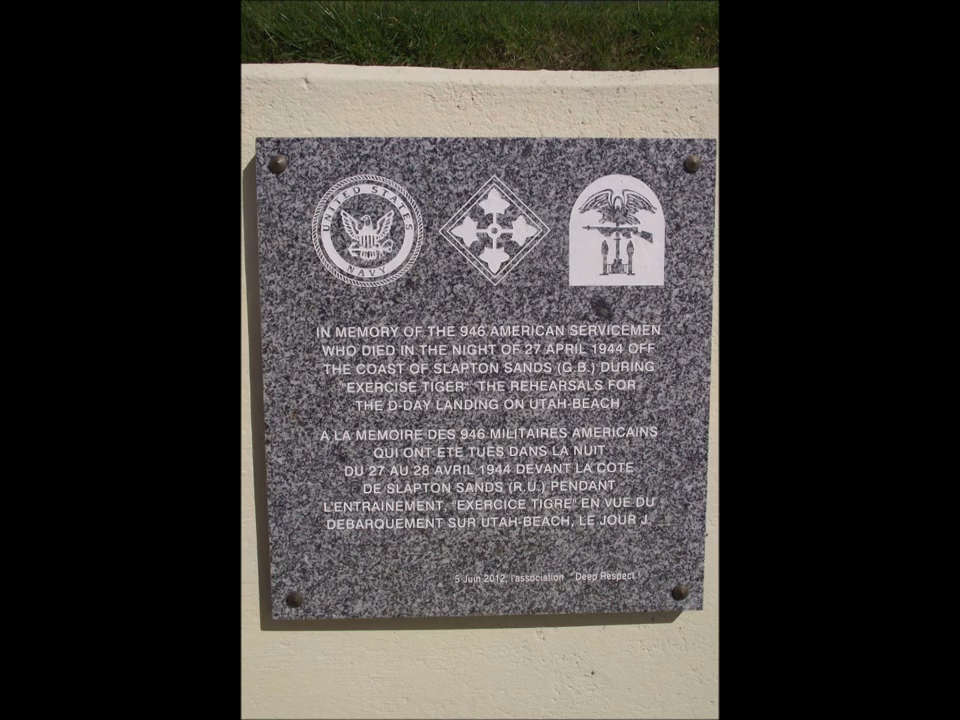 UNITED STATES
NAVY
IN MEMORY OF THE 946 AMERICAN SERVICEMEN
WHO DIED IN THE NIGHT OF 27 APRIL 1944 OFF
THE COAST OF SLAPTON SANDS (G.B.) DURING
"EXERCISE TIGER", THE REHEARSALS FOR
THE D-DAY LANDING ON UTAH-BEACH
A LA MEMOIRE DES 946 MILITAIRES AMERICAINS
QUI ONT ETE TUES DANS LA NUIT
DU 27 AU 28 AVRIL 1944 DEVANT LA COTE
DE SLAPTON SANDS (R.U.) PENDANT
L'ENTRAINEMENT, "EXERCICE TIGRE" EN VUE DU
DEBARQUEMENT SUR UTAH-BEACH, LE JOUR J.
5 Juin 2012, l'association "Deep Respect"